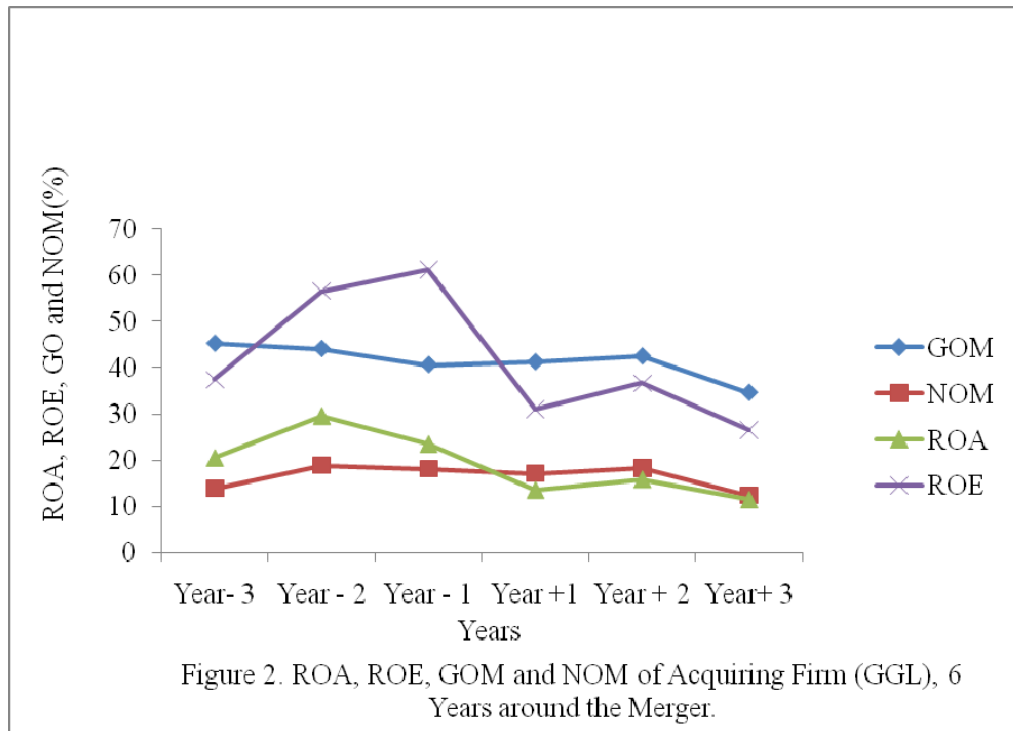 ROA, ROE, GO and NOM(%)
70
60
50
40
30
20
10
0
Year- 3 Year - 2 Year - 1 Year +1 Year + 2 Year+ 3
Years
GOM
NOM
ROA
ROE
Figure 2. ROA, ROE, GOM and NOM of Acquiring Firm (GGL), 6
Years around the Merger.